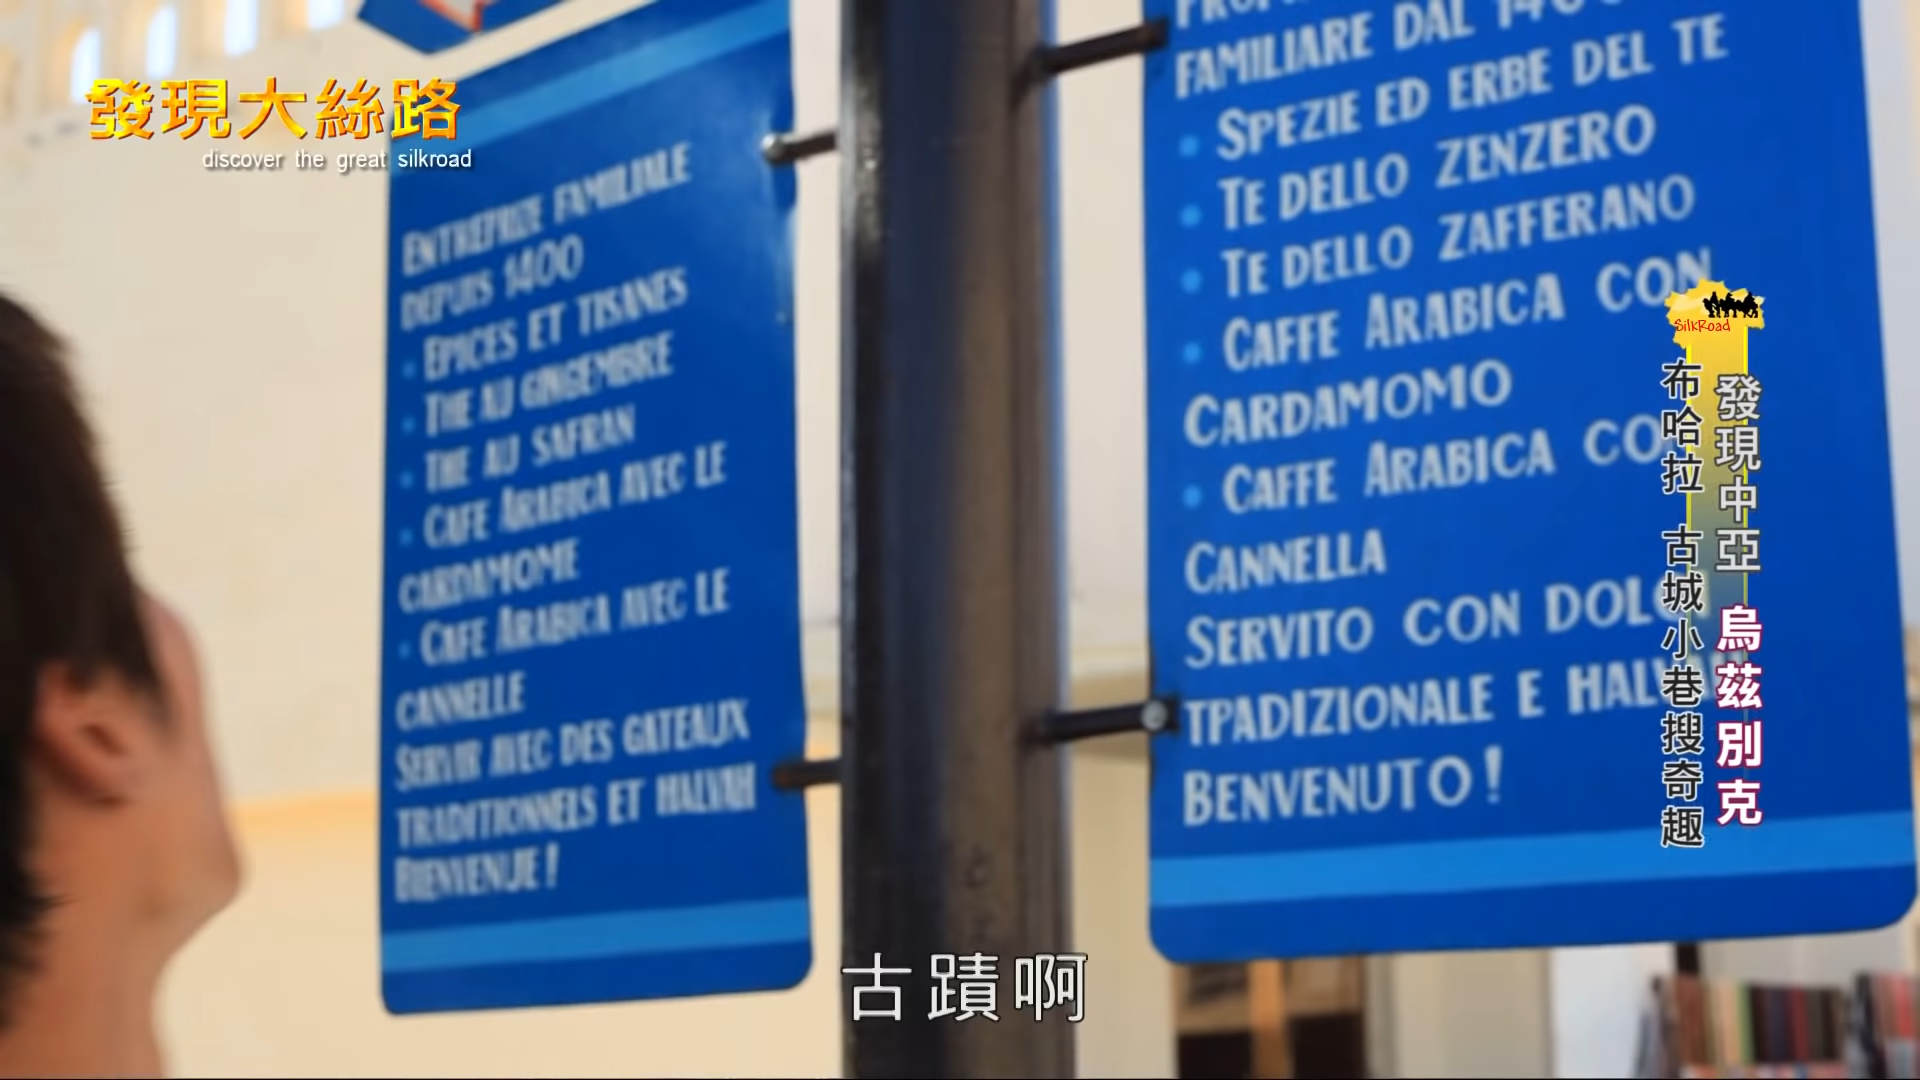 發現大絲路
discover the great silkroad
ENTREPRIZE FAMILIALE
DEPUIS 1400
• EPICES ET TISANES
• THE AU GINGEMBRE
• THE AU SAFRAN
• CAFE ARABICA AVEC LE
CARDAMOME
• CAFE ARABICA AVEC LE
CANNELLE
SERVIR AVEC DES GATEAUX
TRADITIONNELS ET HALVAH
BIENVENUE!
FAMILIARE DAL
• SPEZIE ED ERBE DEL TE
• TE DELLO ZENZERO
• TE DELLO ZAFFERANO
• CAFFE ARABICA CON
CARDAMOMO
• CAFFE ARABICA
CANNELLA
SERVITO CON
TPADIZIONALE E
BENVENUTO!
SilkRoad
發現中亞 烏茲別克
布哈拉 古城小巷搜奇趣
古蹟啊